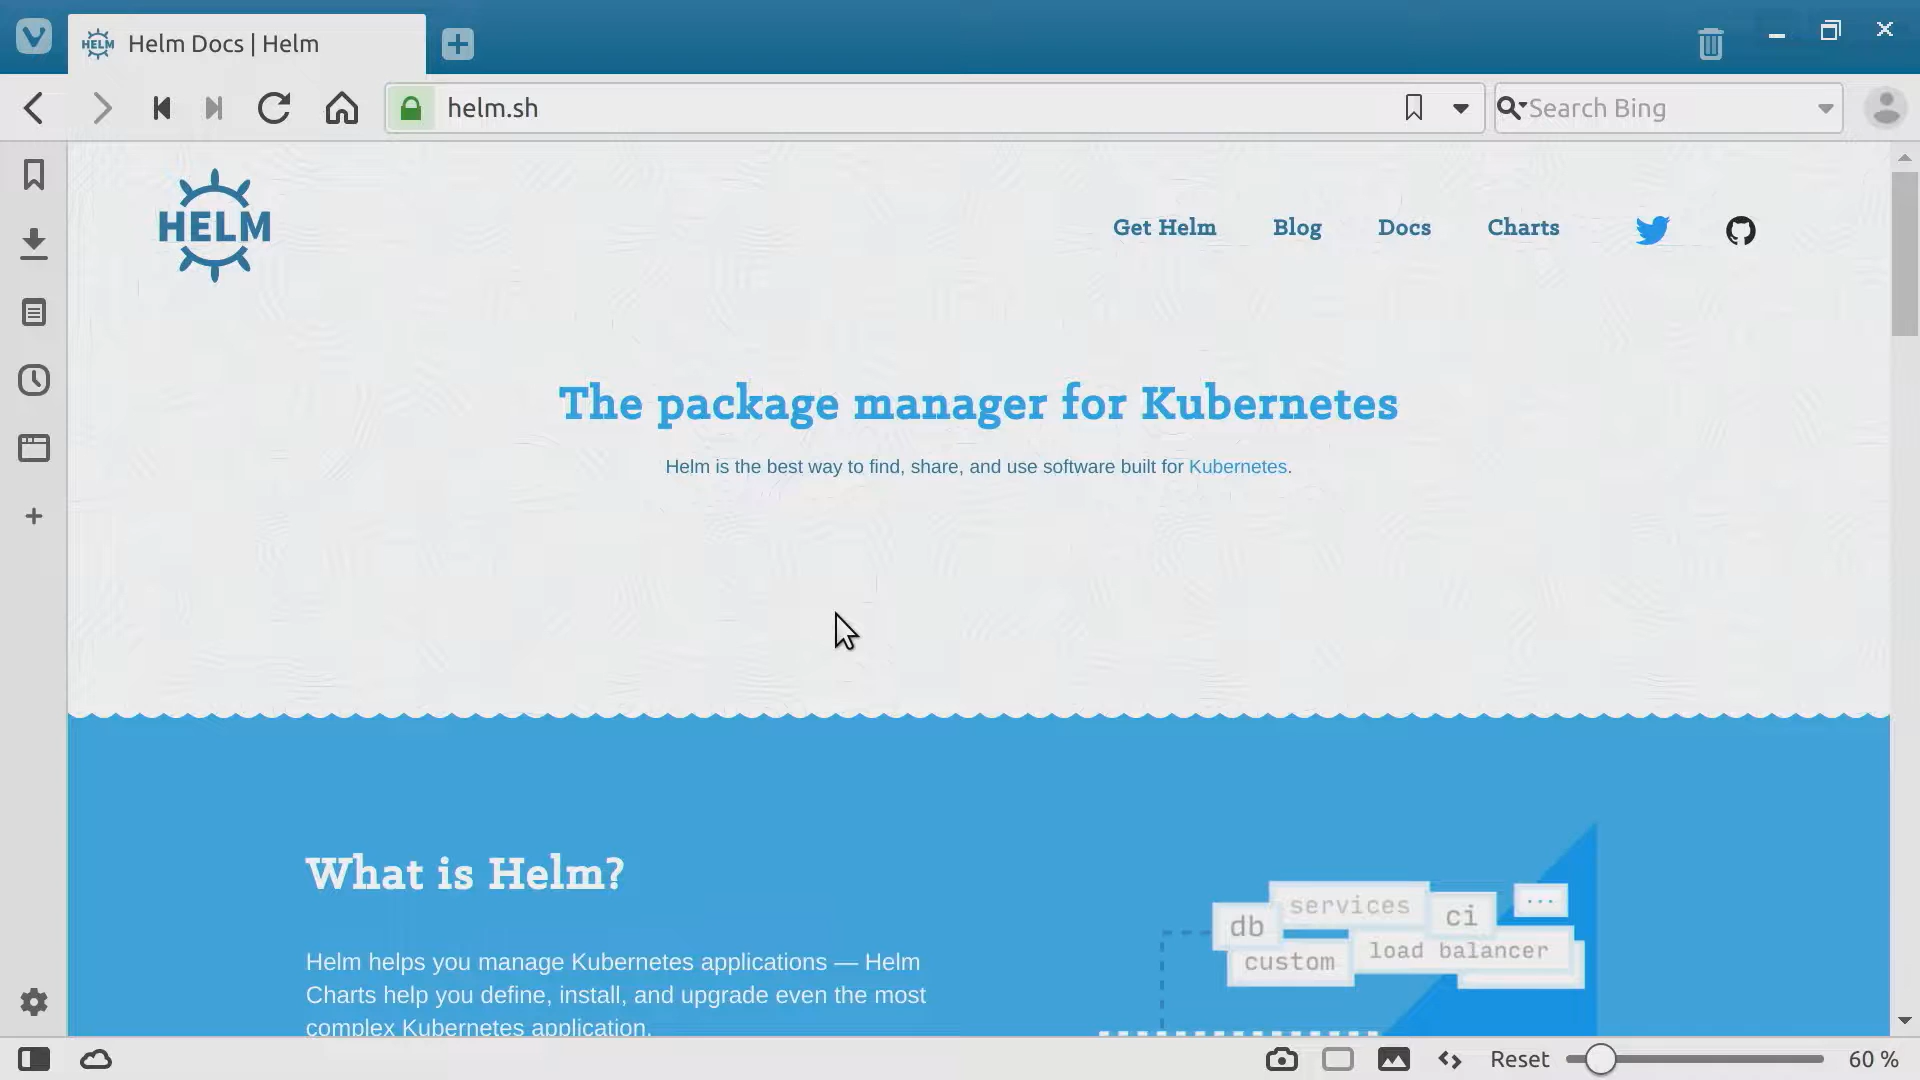 Helm Docs | Helm
helm.sh
Search Bing
HELM
Get Helm
Blog
Docs
Charts
The package manager for Kubernetes
Helm is the best way to find, share, and use software built for Kubernetes.
What is Helm?
Helm helps you manage Kubernetes applications — Helm
Charts help you define, install, and upgrade even the most
complex Kubernetes application.
services
ci
...
db
load balancer
custom
Reset
60 %